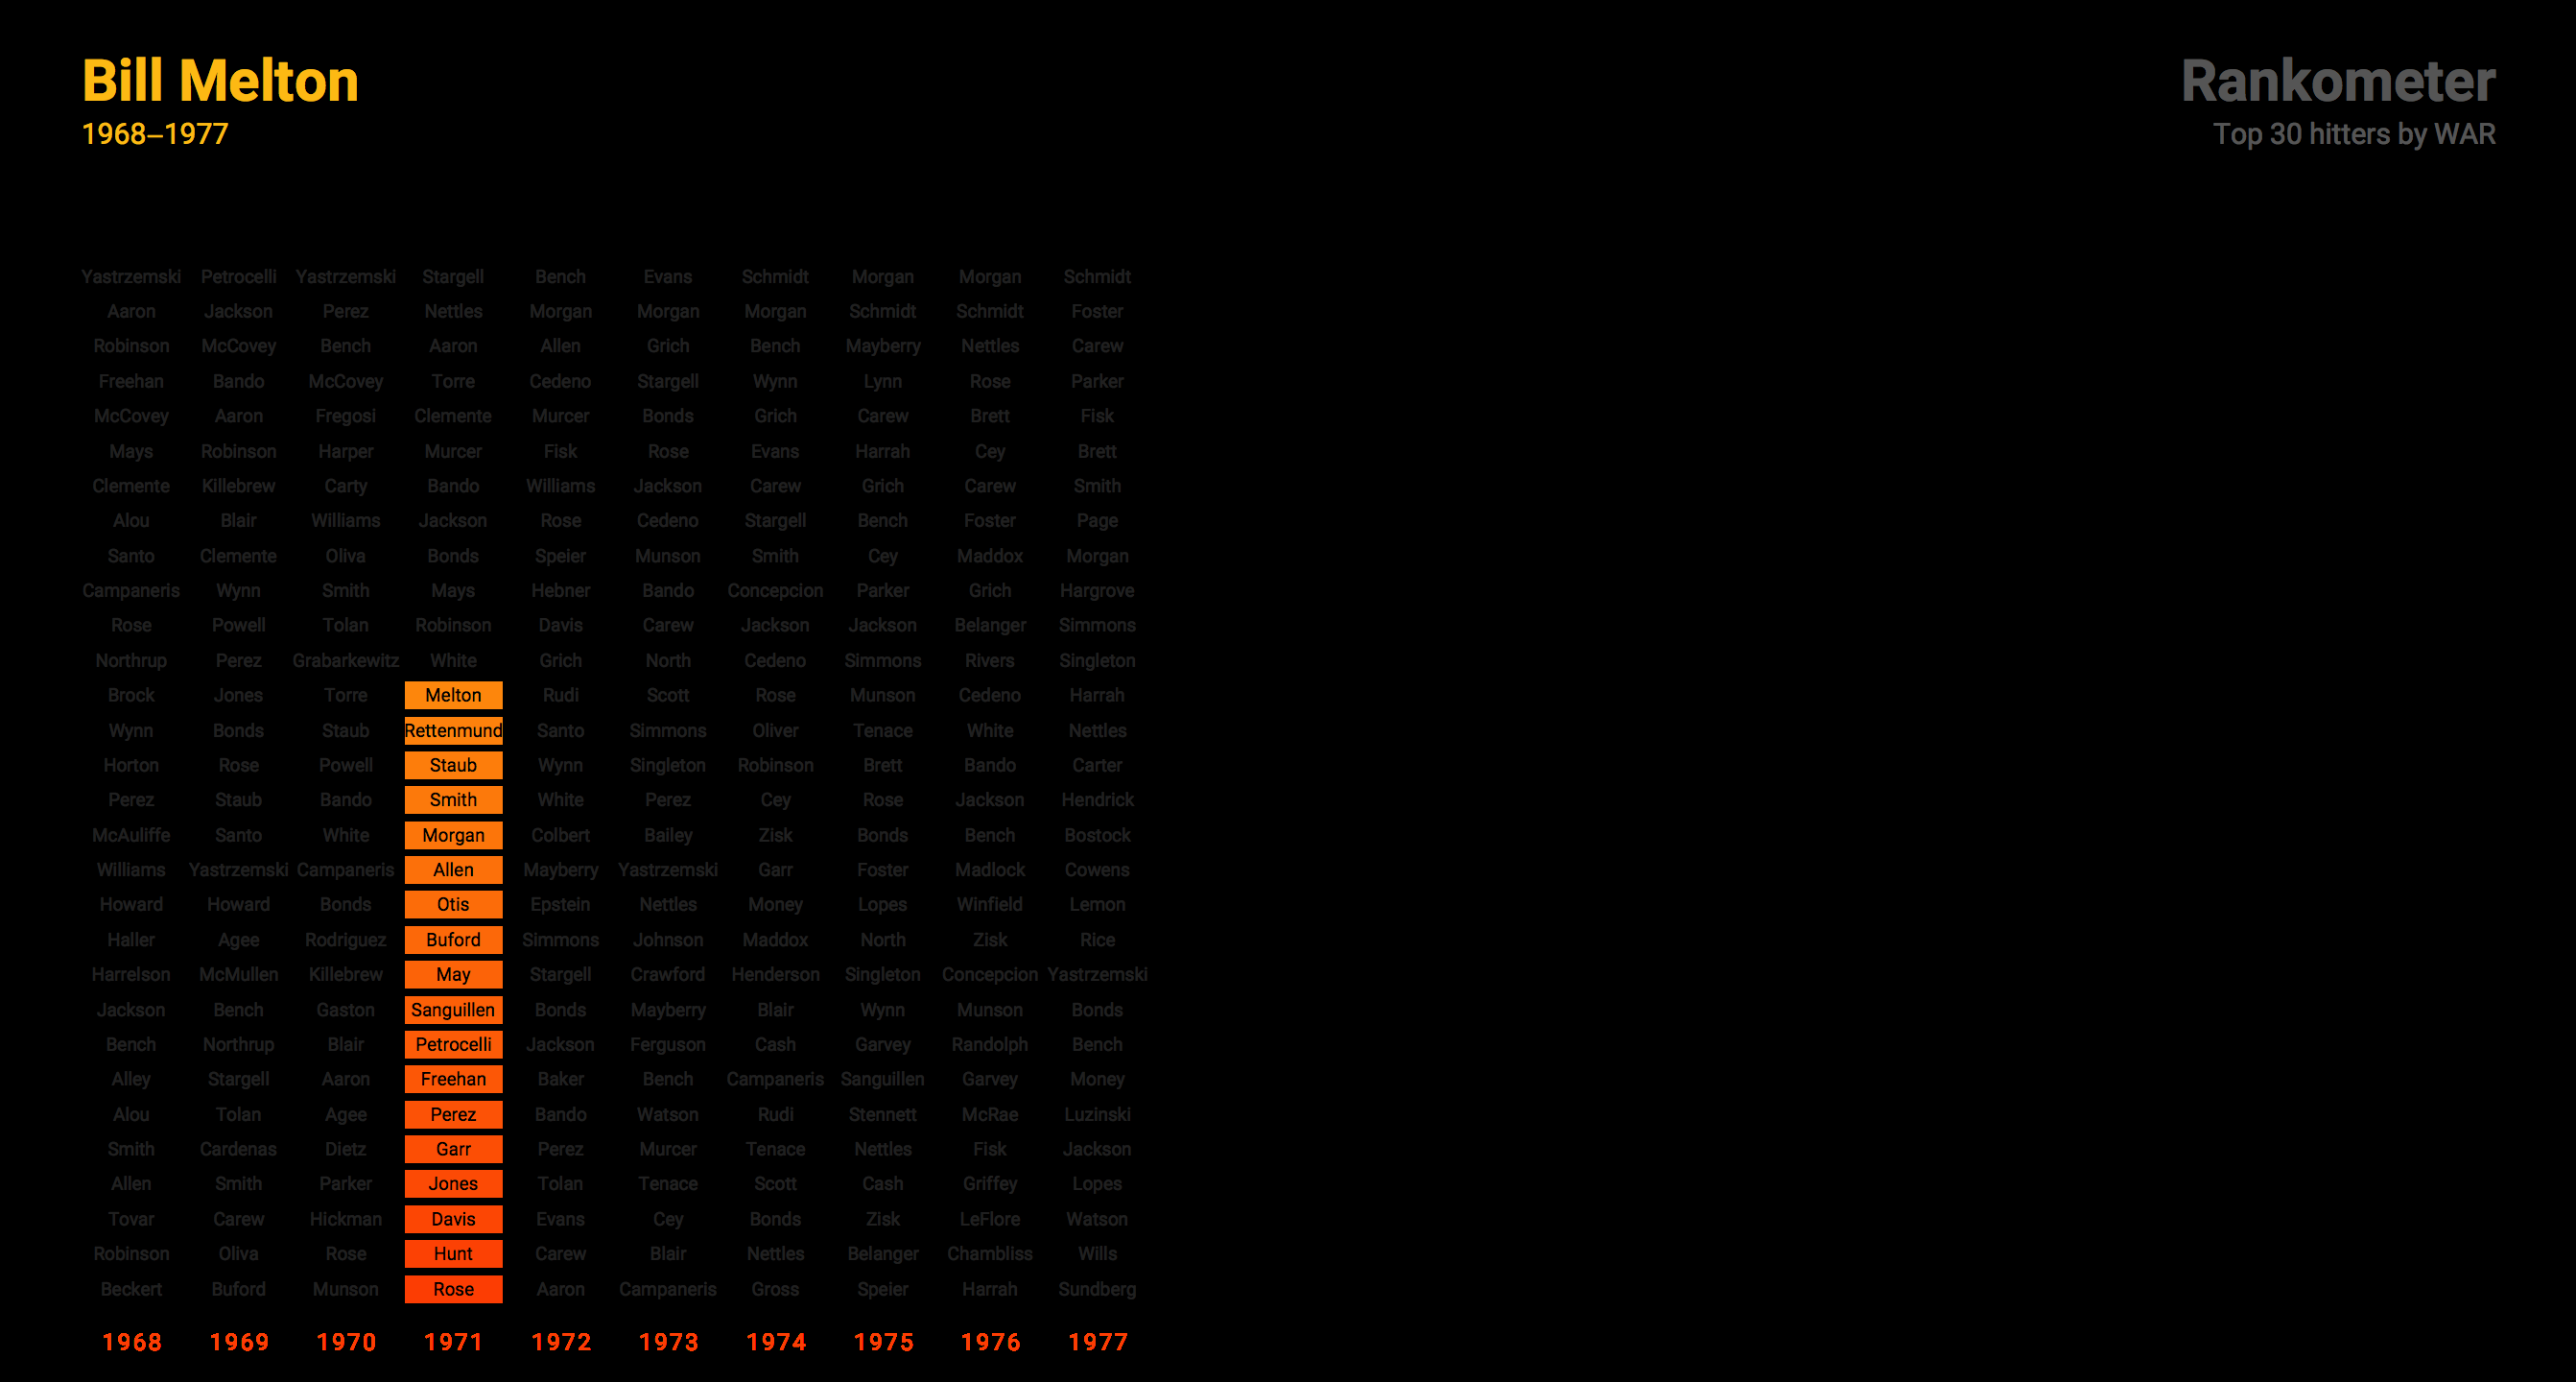 Bill Melton
1968–1977
Rankometer
Top 30 hitters by WAR
Yastrzemski Petrocelli Yastrzemski Stargell Bench Evans Schmidt Morgan Morgan Schmidt
Aaron Jackson Perez Nettles Morgan Morgan Morgan Schmidt Schmidt Foster
Robinson McCovey Bench Aaron Allen Grich Bench Mayberry Nettles Carew
Freehan Bando McCovey Torre Cedeno Stargell Wynn Lynn Rose Parker
McCovey Aaron Fregosi Clemente Murcer Bonds Grich Carew Brett Fisk
Mays Robinson Harper Murcer Fisk Rose Evans Harrah Cey Brett
Clemente Killebrew Carty Bando Williams Jackson Carew Grich Carew Smith
Alou Blair Williams Jackson Rose Cedeno Stargell Bench Foster Page
Santo Clemente Oliva Bonds Speier Munson Smith Cey Maddox Morgan
Campaneris Wynn Smith Mays Hebner Bando Concepcion Parker Grich Hargrove
Rose Powell Tolan Robinson Davis Carew Jackson Jackson Belanger Simmons
Northrup Perez Grabarkewitz White Grich North Cedeno Simmons Rivers Singleton
Brock Jones Torre Melton Rudi Scott Rose Munson Cedeno Harrah
Wynn Bonds Staub Rettenmund Santo Simmons Oliver Tenace White Nettles
Horton Rose Powell Staub Wynn Singleton Robinson Brett Bando Carter
Perez Staub Bando Smith White Perez Cey Rose Jackson Hendrick
McAuliffe Santo White Morgan Colbert Bailey Zisk Bonds Bench Bostock
Williams Yastrzemski Campaneris Allen Mayberry Yastrzemski Garr Foster Madlock Cowens
Howard Howard Bonds Otis Epstein Nettles Money Lopes Winfield Lemon
Haller Agee Rodriguez Buford Simmons Johnson Maddox North Zisk Rice
Harrelson McMullen Killebrew May Stargell Crawford Henderson Singleton Concepcion Yastrzemski
Jackson Bench Gaston Sanguillen Bonds Mayberry Blair Wynn Munson Bonds
Bench Northrup Blair Petrocelli Jackson Ferguson Cash Garvey Randolph Bench
Alley Stargell Aaron Freehan Baker Bench Campaneris Sanguillen Garvey Money
Alou Tolan Agee Perez Bando Watson Rudi Stennett McRae Luzinski
Smith Cardenas Dietz Garr Perez Murcer Tenace Nettles Fisk Jackson
Allen Smith Parker Jones Tolan Tenace Scott Cash Griffey Lopes
Tovar Carew Hickman Davis Evans Cey Bonds Zisk LeFlore Watson
Robinson Oliva Rose Hunt Carew Blair Nettles Belanger Chambliss Wills
Beckert Buford Munson Rose Aaron Campaneris Gross Speier Harrah Sundberg
1968 1969 1970 1971 1972 1973 1974 1975 1976 1977